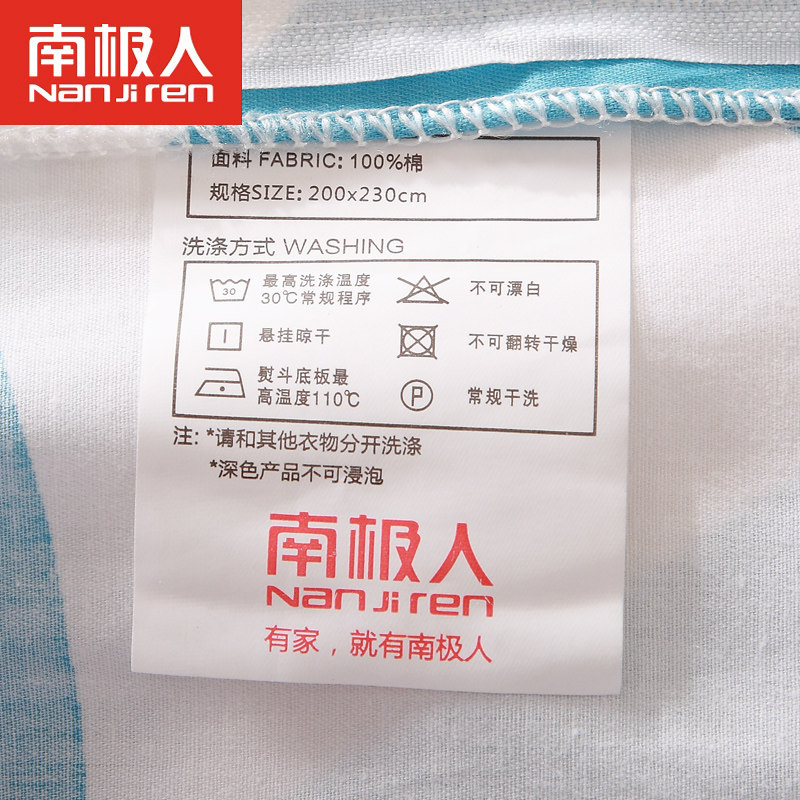 南极人
Nanjiren
面料 FABRIC: 100%棉
规格SIZE: 200x230cm
洗涤方式 WASHING
30
最高洗涤温度
30℃常规程序
不可漂白
悬挂晾干
不可翻转干燥
熨斗底板最
高温度110℃
P
常规干洗
注: *请和其他衣物分开洗涤
*深色产品不可浸泡
南极人
Nanjiren
有家，就有南极人